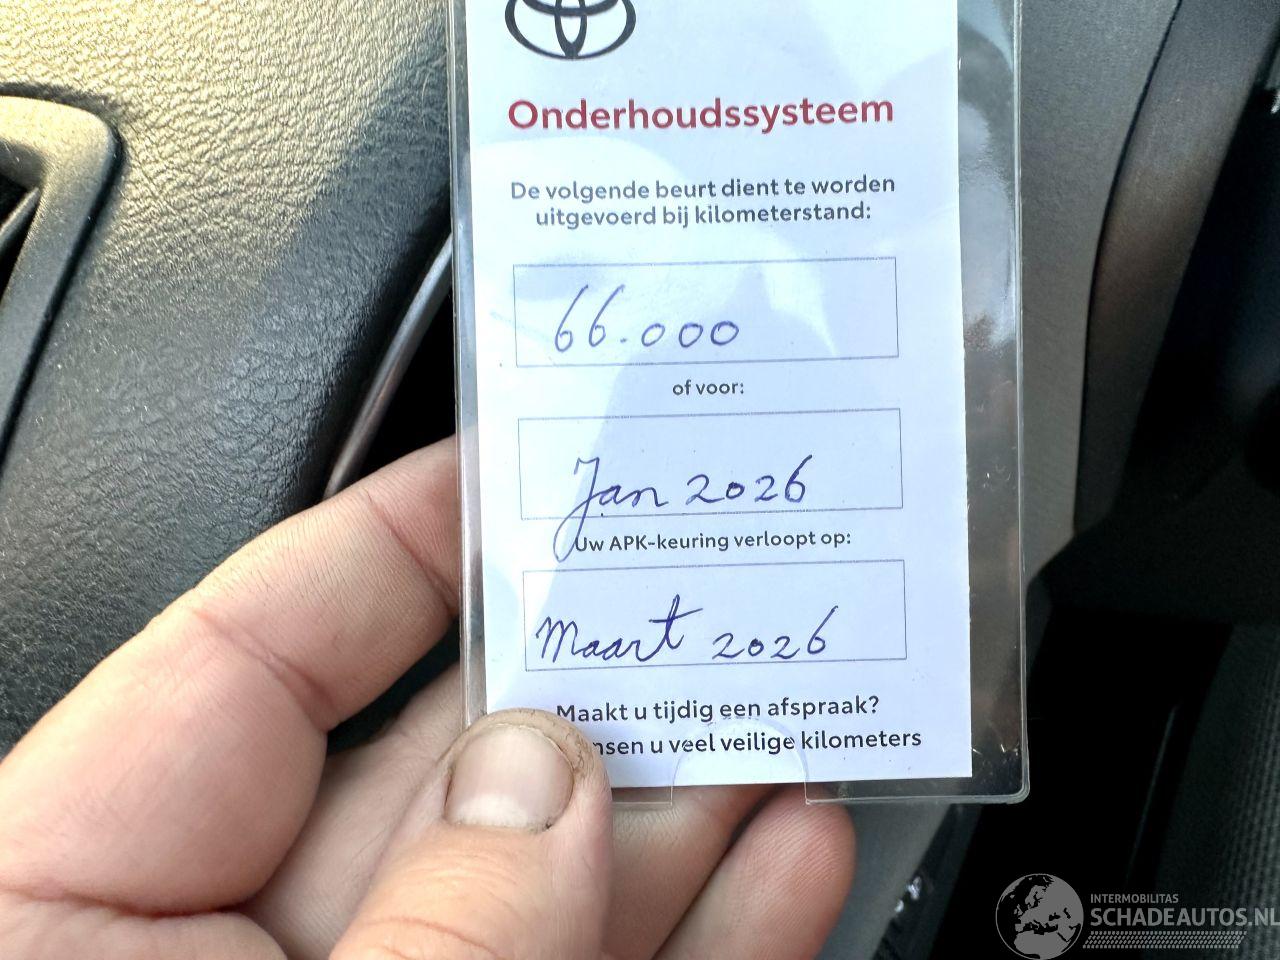 Onderhoudssysteem
De volgende beurt dient te worden
uitgevoerd bij kilometerstand:
66.000
of voor:
Jan 2026
Uw APK-keuring verloopt op:
Maart 2026
Maakt u tijdig een afspraak?
nsen u veel veilige kilometers
INTERMOBILITAS
SCHADEAUTOS.NL